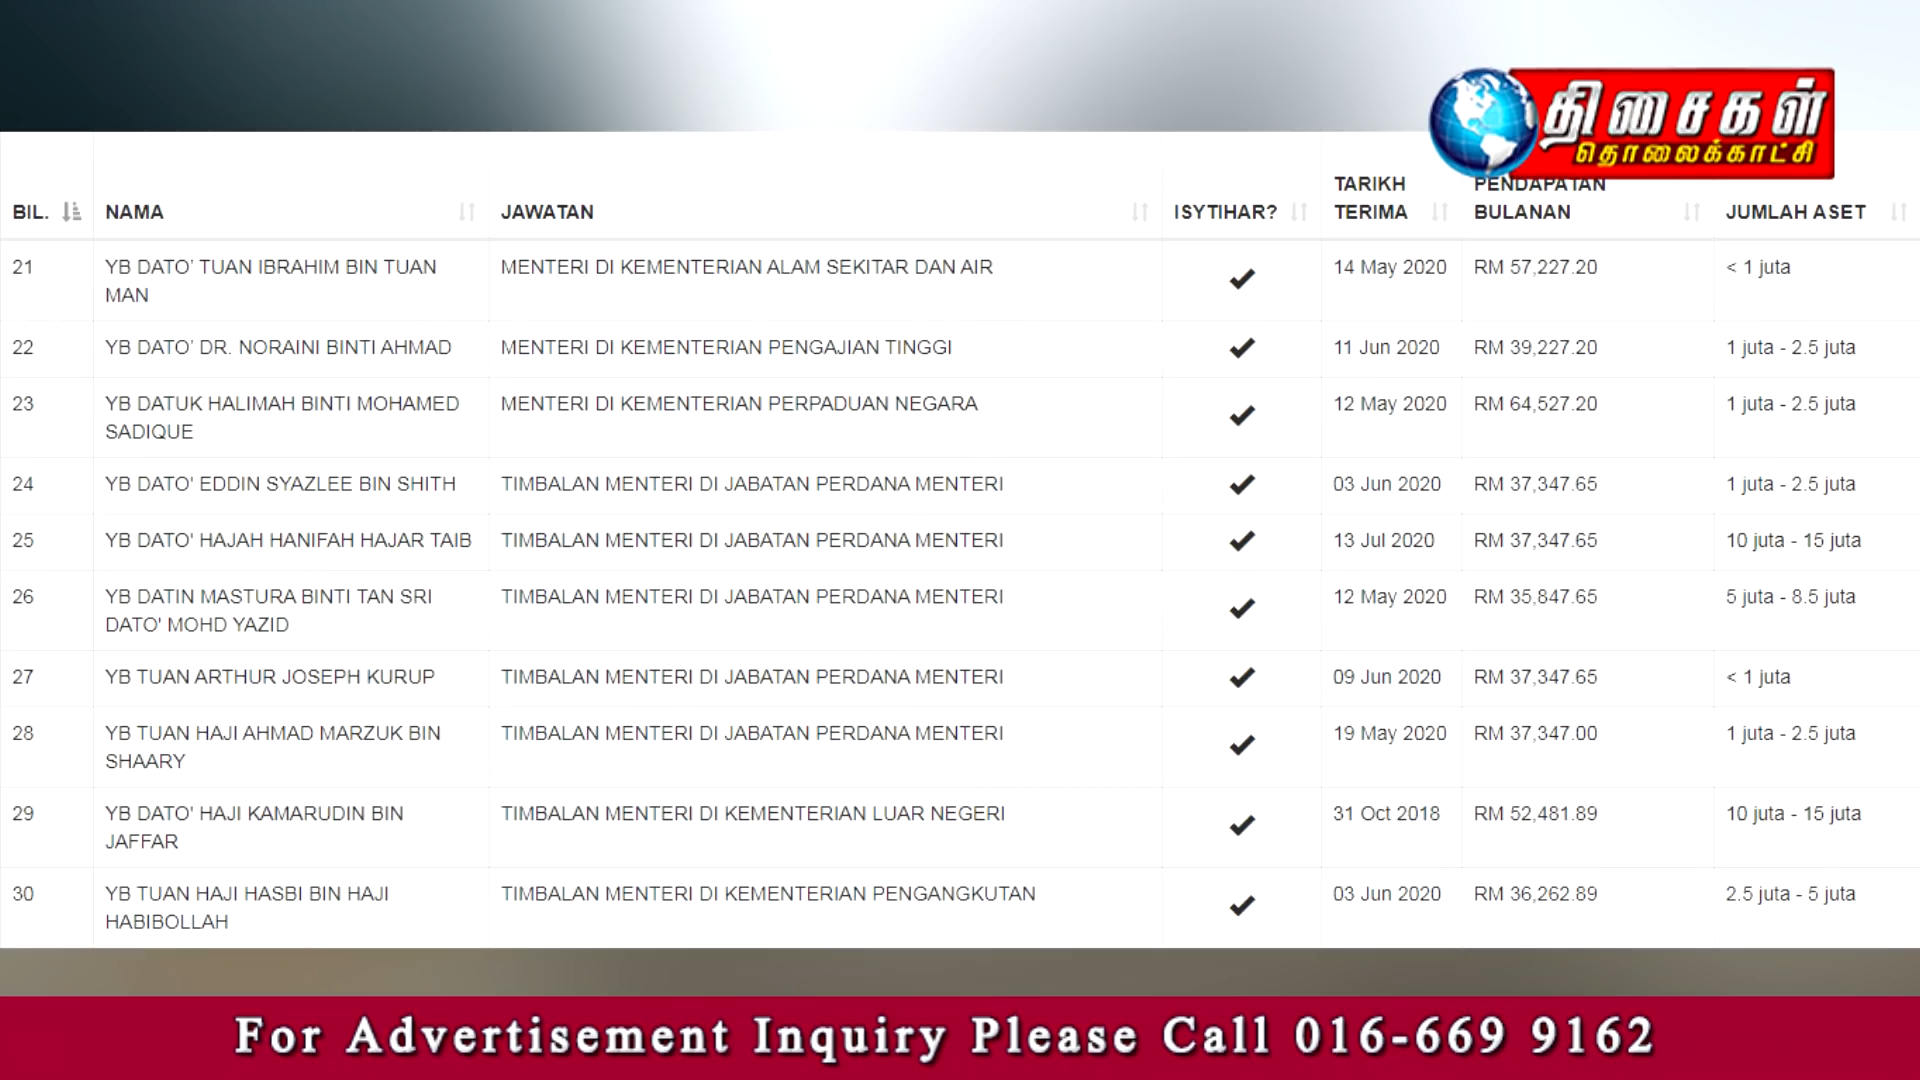 திசைகள்
தொலைக்காட்சி
BIL. NAMA JAWATAN ISYTIHAR? TARIKH TERIMA PENDAPATAN BULANAN JUMLAH ASET
21 YB DATO' TUAN IBRAHIM BIN TUAN MENTERI DI KEMENTERIAN ALAM SEKITAR DAN AIR 14 May 2020 RM 57,227.20 < 1 juta
MAN
22 YB DATO' DR. NORAINI BINTI AHMAD MENTERI DI KEMENTERIAN PENGAJIAN TINGGI 11 Jun 2020 RM 39,227.20 1 juta - 2.5 juta
23 YB DATUK HALIMAH BINTI MOHAMED MENTERI DI KEMENTERIAN PERPADUAN NEGARA 12 May 2020 RM 64,527.20 1 juta - 2.5 juta
SADIQUE
24 YB DATO' EDDIN SYAZLEE BIN SHITH TIMBALAN MENTERI DI JABATAN PERDANA MENTERI 03 Jun 2020 RM 37,347.65 1 juta - 2.5 juta
25 YB DATO' HAJAH HANIFAH HAJAR TAIB TIMBALAN MENTERI DI JABATAN PERDANA MENTERI 13 Jul 2020 RM 37,347.65 10 juta - 15 juta
26 YB DATIN MASTURA BINTI TAN SRI TIMBALAN MENTERI DI JABATAN PERDANA MENTERI 12 May 2020 RM 35,847.65 5 juta - 8.5 juta
DATO' MOHD YAZID
27 YB TUAN ARTHUR JOSEPH KURUP TIMBALAN MENTERI DI JABATAN PERDANA MENTERI 09 Jun 2020 RM 37,347.65 < 1 juta
28 YB TUAN HAJI AHMAD MARZUK BIN TIMBALAN MENTERI DI JABATAN PERDANA MENTERI 19 May 2020 RM 37,347.00 1 juta - 2.5 juta
SHAARY
29 YB DATO' HAJI KAMARUDIN BIN TIMBALAN MENTERI DI KEMENTERIAN LUAR NEGERI 31 Oct 2018 RM 52,481.89 10 juta - 15 juta
JAFFAR
30 YB TUAN HAJI HASBI BIN HAJI TIMBALAN MENTERI DI KEMENTERIAN PENGANGKUTAN 03 Jun 2020 RM 36,262.89 2.5 juta - 5 juta
HABIBOLLAH
For Advertisement Inquiry Please Call 016-669 9162